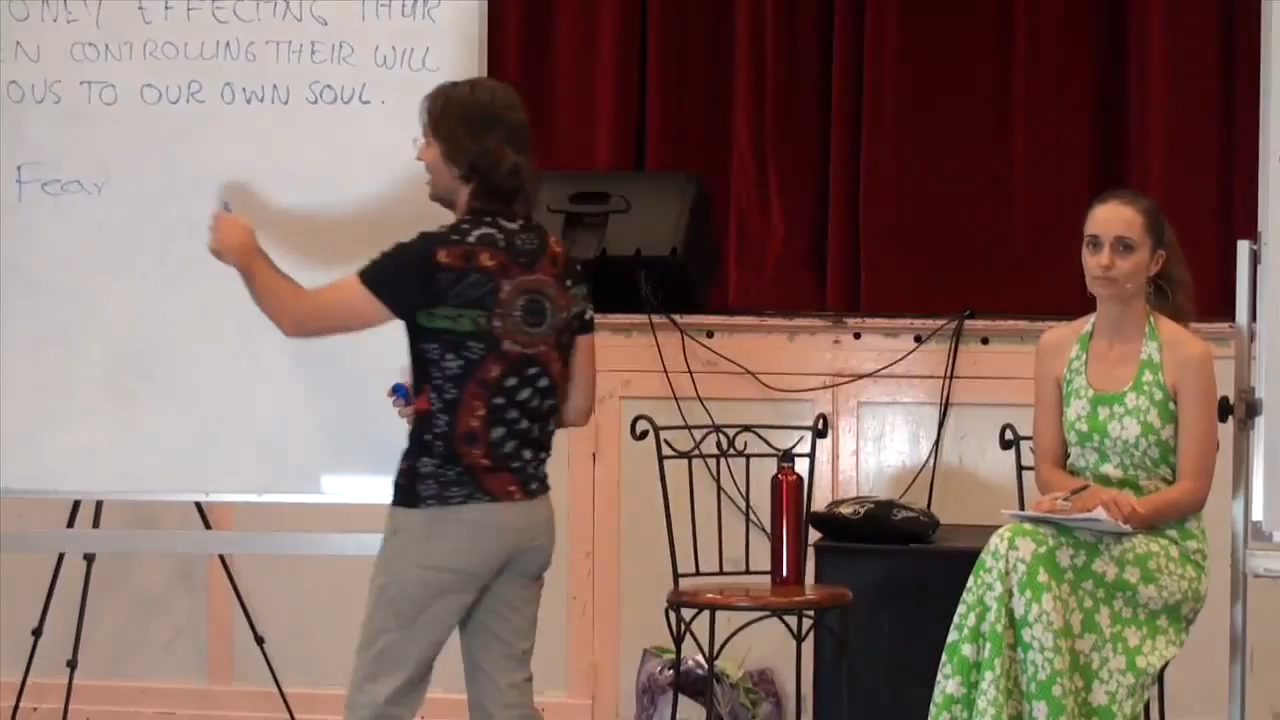 ONEY EFFECTING THEIR
N CONTROLLING THEIR WILL
OUS TO OUR OWN SOUL.
Fear